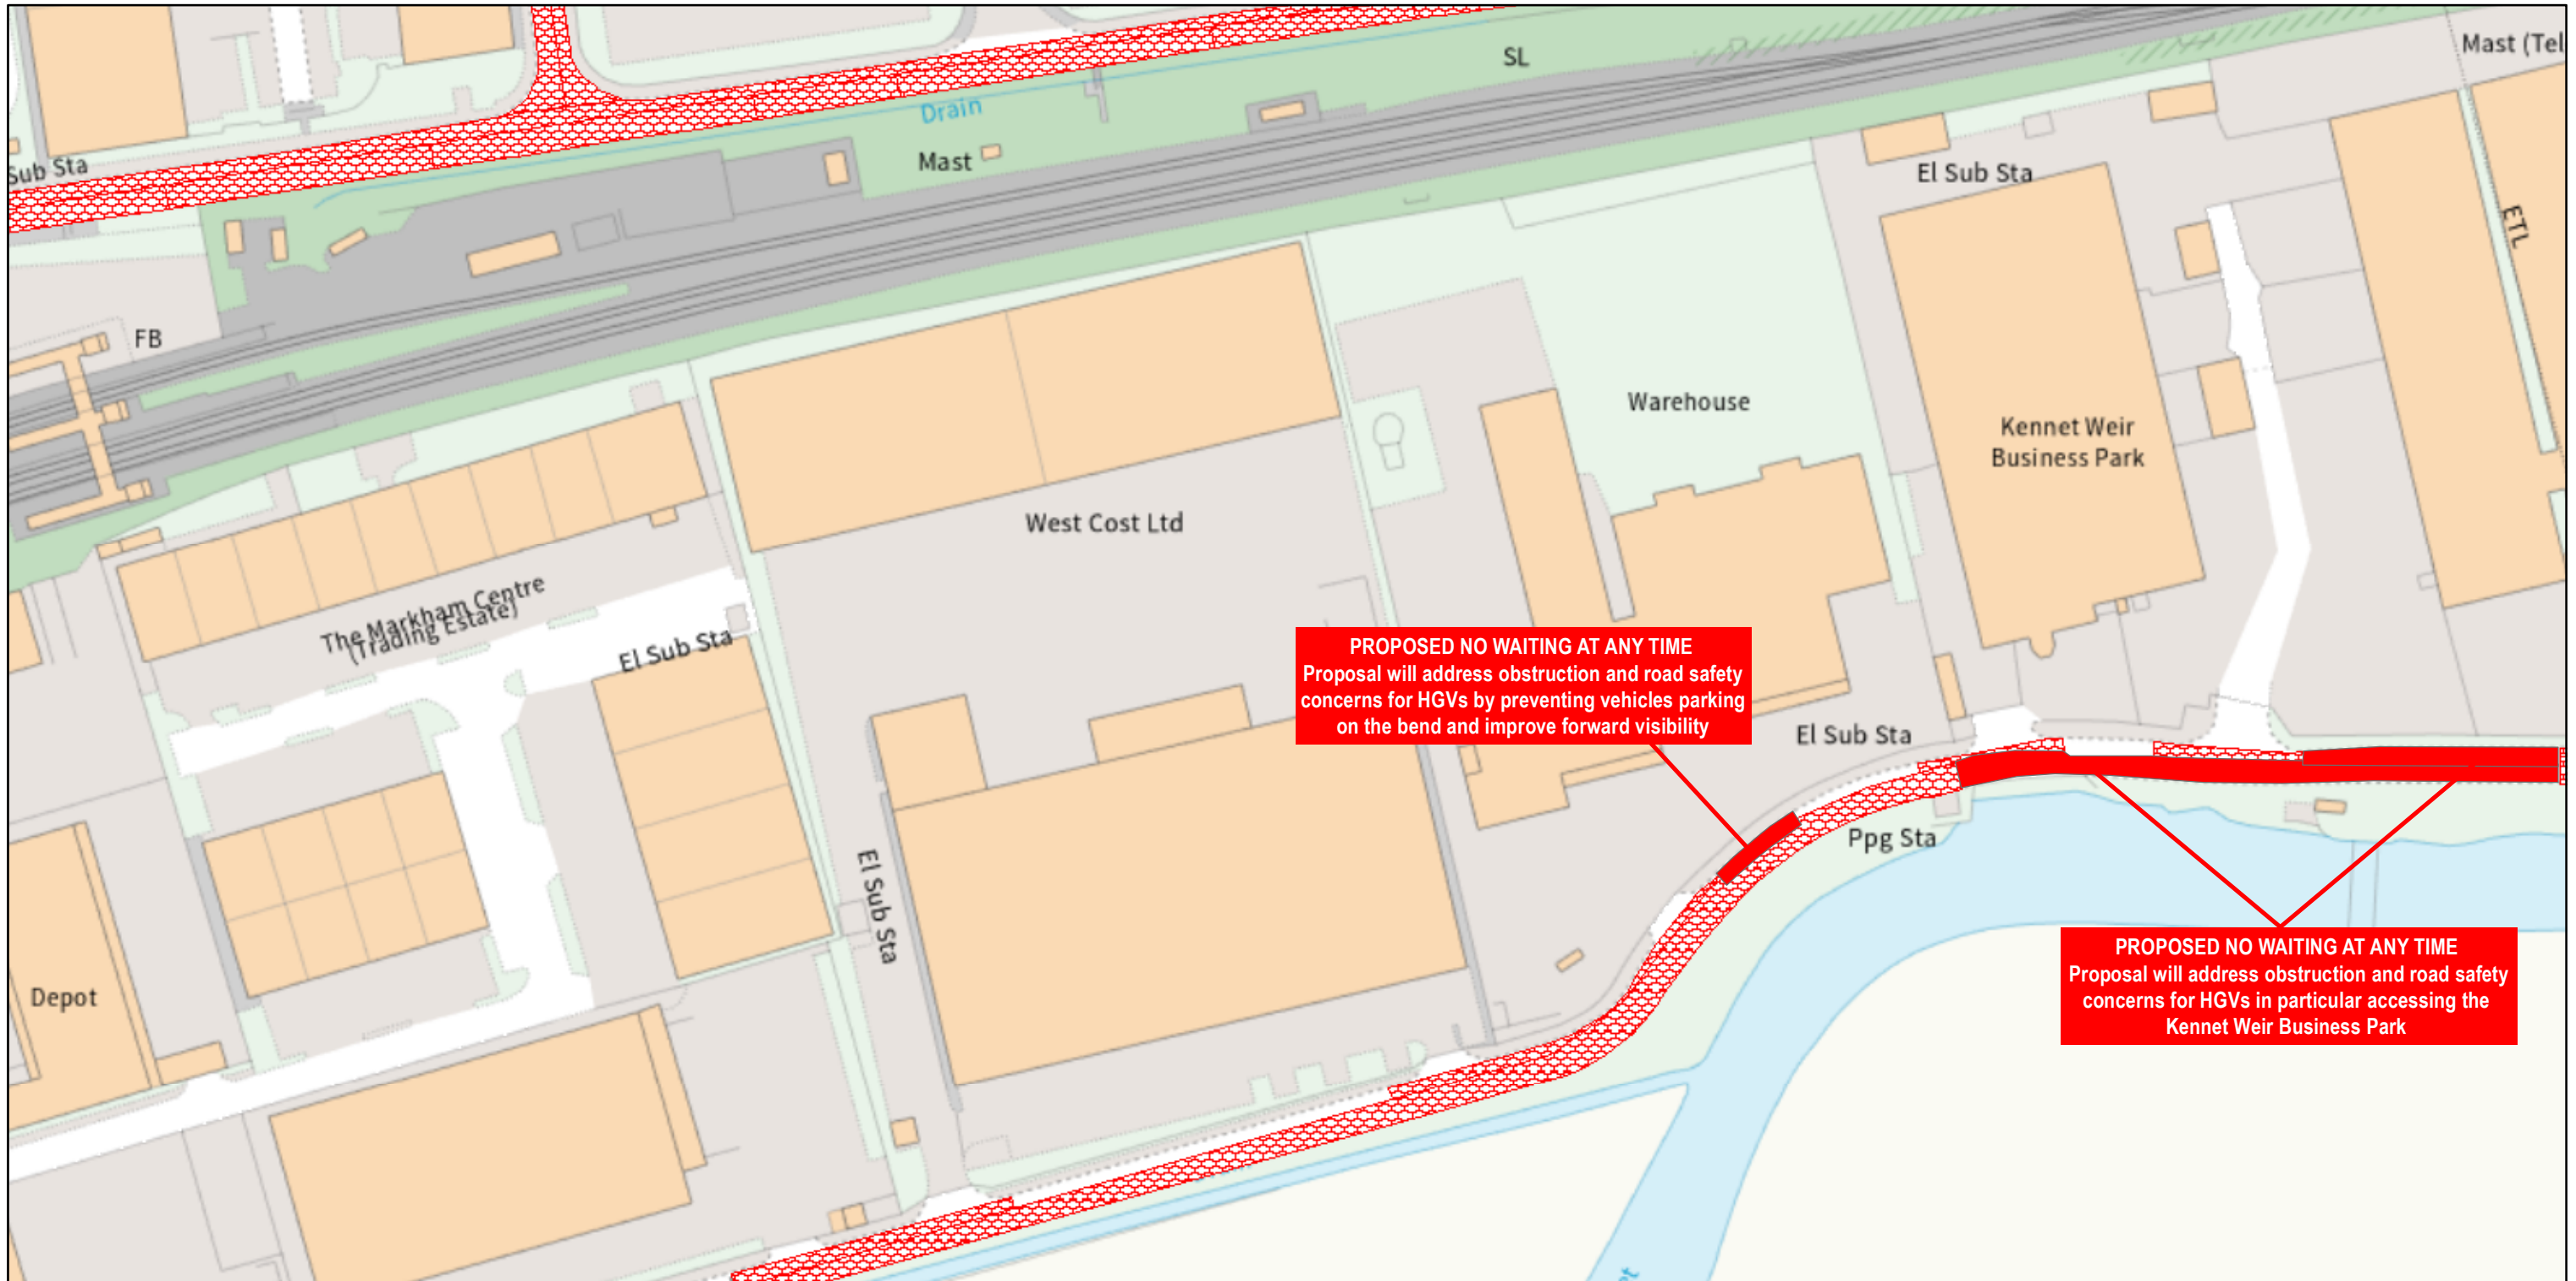 SL
Mast (Tel
Drain
Mast
Sub Sta
El Sub Sta
ETL
FB
Warehouse
Kennet Weir
Business Park
West Cost Ltd
The Markham Centre
(Trading Estate)
El Sub Sta
PROPOSED NO WAITING AT ANY TIME
Proposal will address obstruction and road safety
concerns for HGVs by preventing vehicles parking
on the bend and improve forward visibility
El Sub Sta
Ppg Sta
El Sub Sta
Depot
PROPOSED NO WAITING AT ANY TIME
Proposal will address obstruction and road safety
concerns for HGVs in particular accessing the
Kennet Weir Business Park